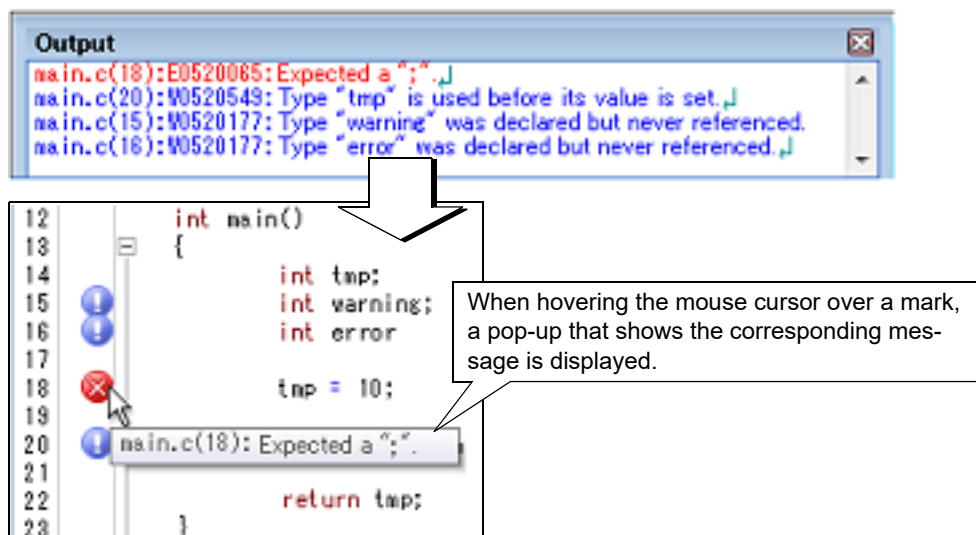 Output
main.c(18):E0520065:Expected a ";".
main.c(20):W0520549:Type "tmp" is used before its value is set.
main.c(15):W0520177:Type "warning" was declared but never referenced.
main.c(16):W0520177:Type "error" was declared but never referenced.
12 int main()
13 {
14 int tmp;
15 int warning;
16 int error
17
18 tmp = 10;
19
20
main.c(18): Expected a ";".
21
22 return tmp;
23 }
When hovering the mouse cursor over a mark,
a pop-up that shows the corresponding mes-
sage is displayed.